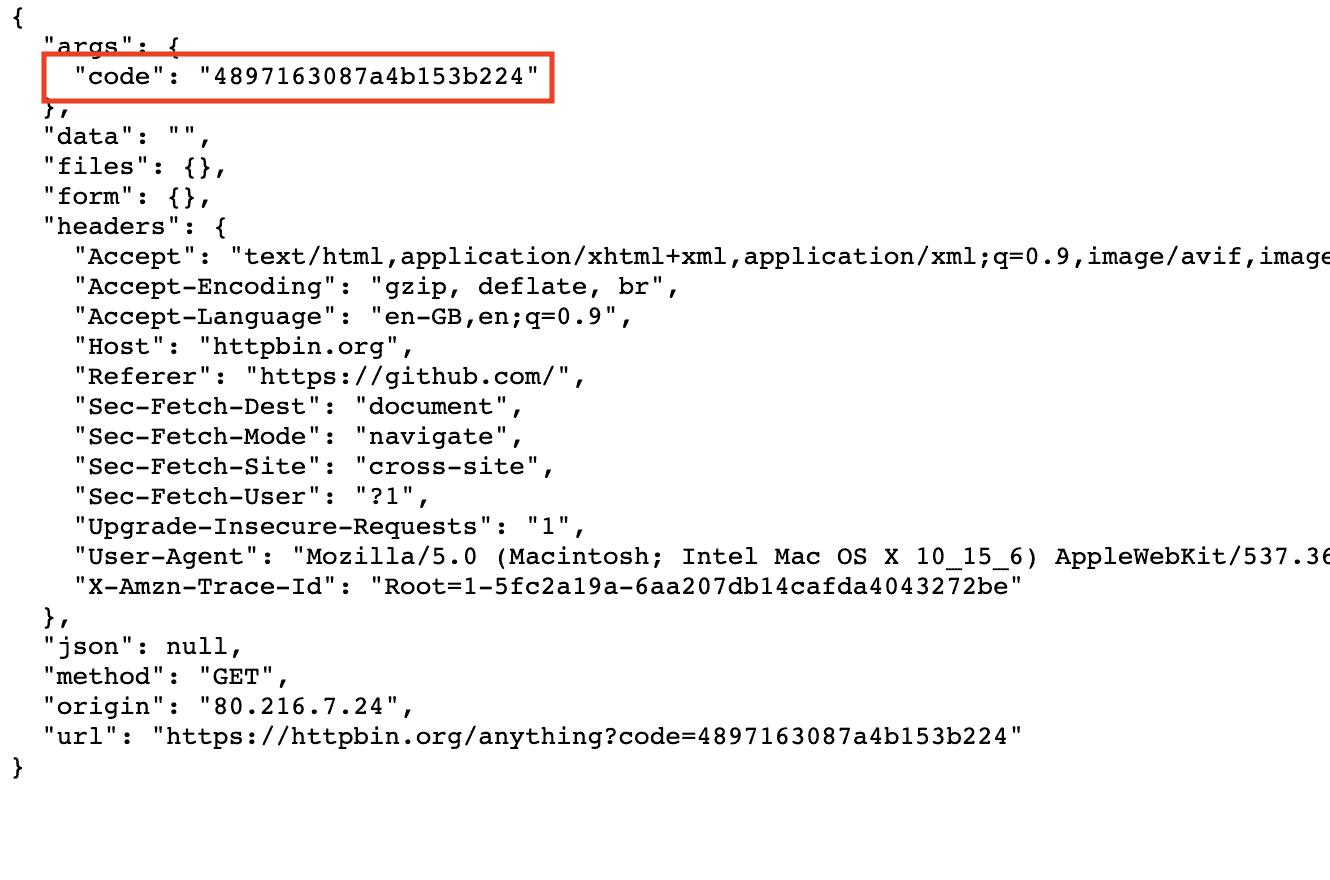 {
  "args": {
    "code": "4897163087a4b153b224"
  },
  "data": "",
  "files": {},
  "form": {},
  "headers": {
    "Accept": "text/html,application/xhtml+xml,application/xml;q=0.9,image/avif,image
    "Accept-Encoding": "gzip, deflate, br",
    "Accept-Language": "en-GB,en;q=0.9",
    "Host": "httpbin.org",
    "Referer": "https://github.com/",
    "Sec-Fetch-Dest": "document",
    "Sec-Fetch-Mode": "navigate",
    "Sec-Fetch-Site": "cross-site",
    "Sec-Fetch-User": "?1",
    "Upgrade-Insecure-Requests": "1",
    "User-Agent": "Mozilla/5.0 (Macintosh; Intel Mac OS X 10_15_6) AppleWebKit/537.36
    "X-Amzn-Trace-Id": "Root=1-5fc2a19a-6aa207db14cafda4043272be"
  },
  "json": null,
  "method": "GET",
  "origin": "80.216.7.24",
  "url": "https://httpbin.org/anything?code=4897163087a4b153b224"
}